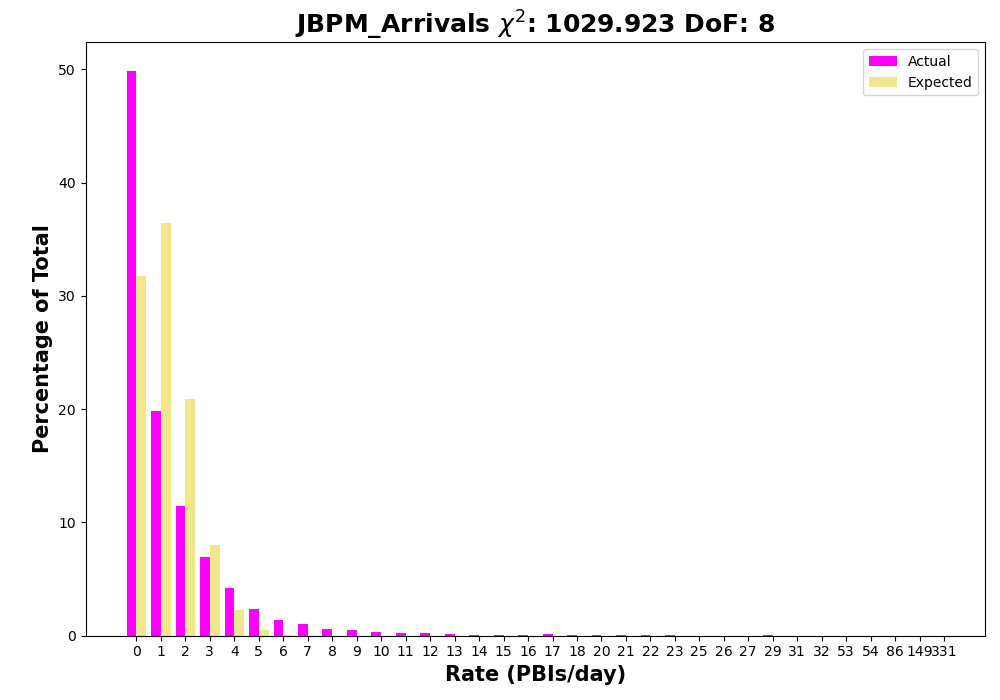 JBPM_Arrivals χ²: 1029.923 DoF: 8
Actual
Expected
50
40
30
20
10
0
Percentage of Total
0 1 2 3 4 5 6 7 8 9 10 11 12 13 14 15 16 17 18 20 21 22 23 25 26 27 29 31 32 53 54 86 149 331
Rate (PBIs/day)